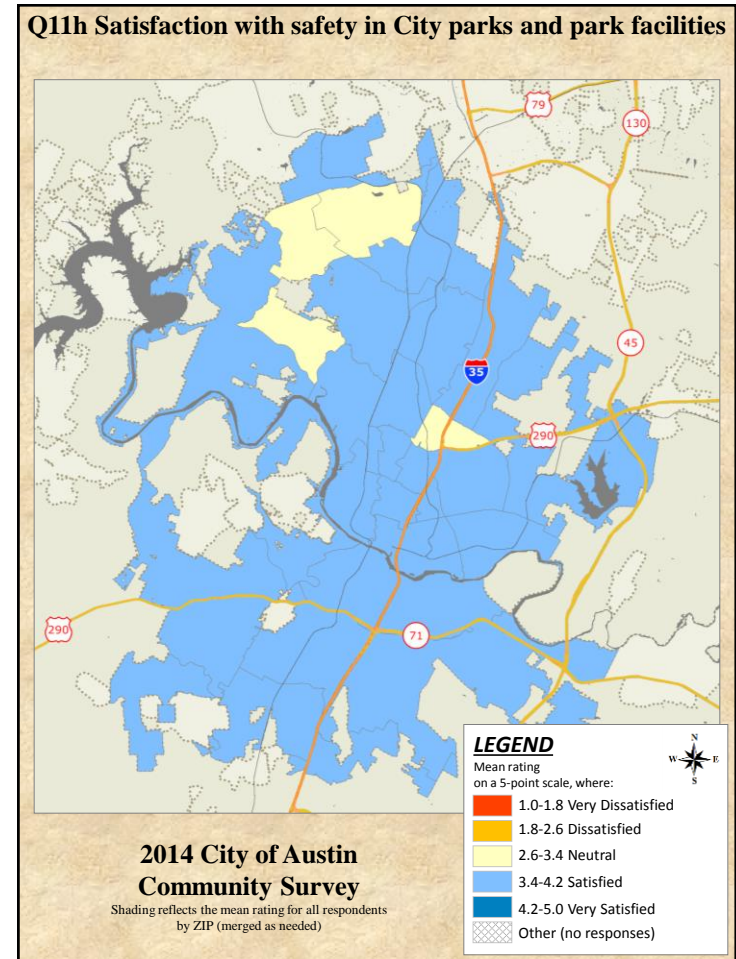 Q11h Satisfaction with safety in City parks and park facilities
79
130
45
35
290
290
71
LEGEND
Mean rating
on a 5-point scale, where:
N
W E
S
1.0-1.8 Very Dissatisfied
1.8-2.6 Dissatisfied
2.6-3.4 Neutral
3.4-4.2 Satisfied
4.2-5.0 Very Satisfied
Other (no responses)
2014 City of Austin
Community Survey
Shading reflects the mean rating for all respondents
by ZIP (merged as needed)